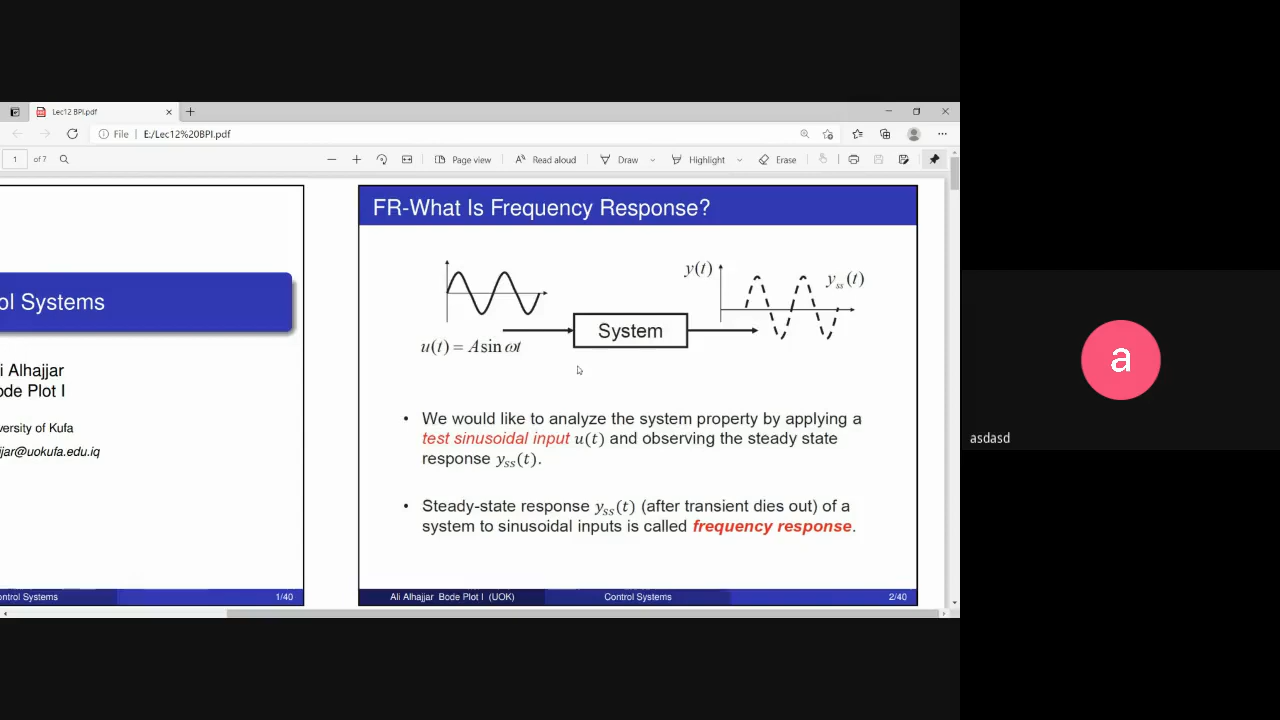 Lec12 BPI.pdf
File E:/Lec12%20BPI.pdf
1 of 7 Page view Read aloud Draw Highlight Erase
ol Systems
i Alhajjar
ode Plot I
versity of Kufa
jjar@uokufa.edu.iq
ontrol Systems 1/40
FR-What Is Frequency Response?
y(t)
y_ss(t)
System
u(t) = A sin ωt
• We would like to analyze the system property by applying a
test sinusoidal input u(t) and observing the steady state
response y_ss(t).
• Steady-state response y_ss(t) (after transient dies out) of a
system to sinusoidal inputs is called frequency response.
Ali Alhajjar Bode Plot I (UOK) Control Systems 2/40
a
asdasd